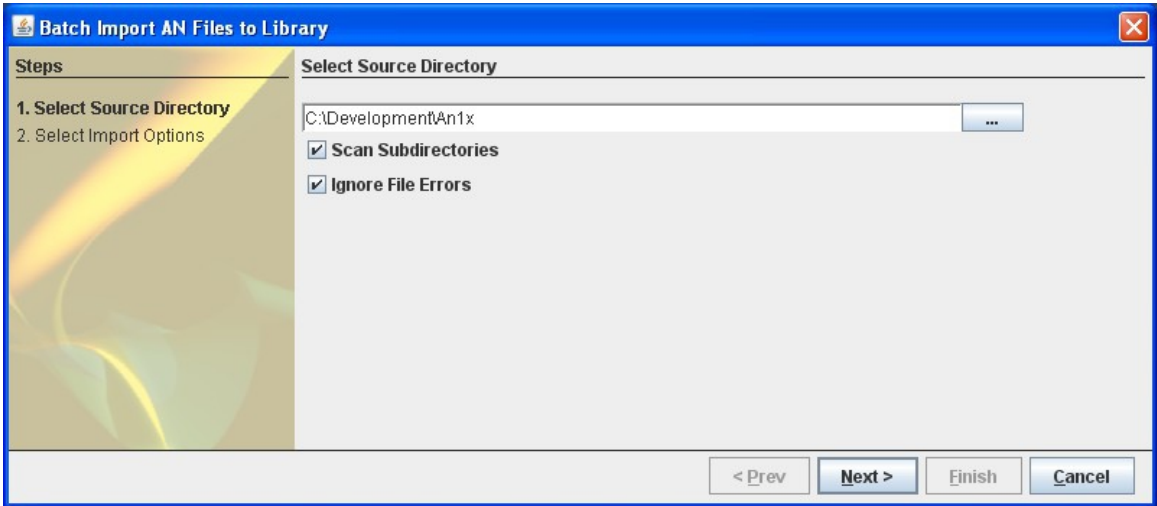 Batch Import AN Files to Library
Steps
1. Select Source Directory
2. Select Import Options
Select Source Directory
C:\Development\An1x
...
Scan Subdirectories
Ignore File Errors
< Prev
Next >
Finish
Cancel